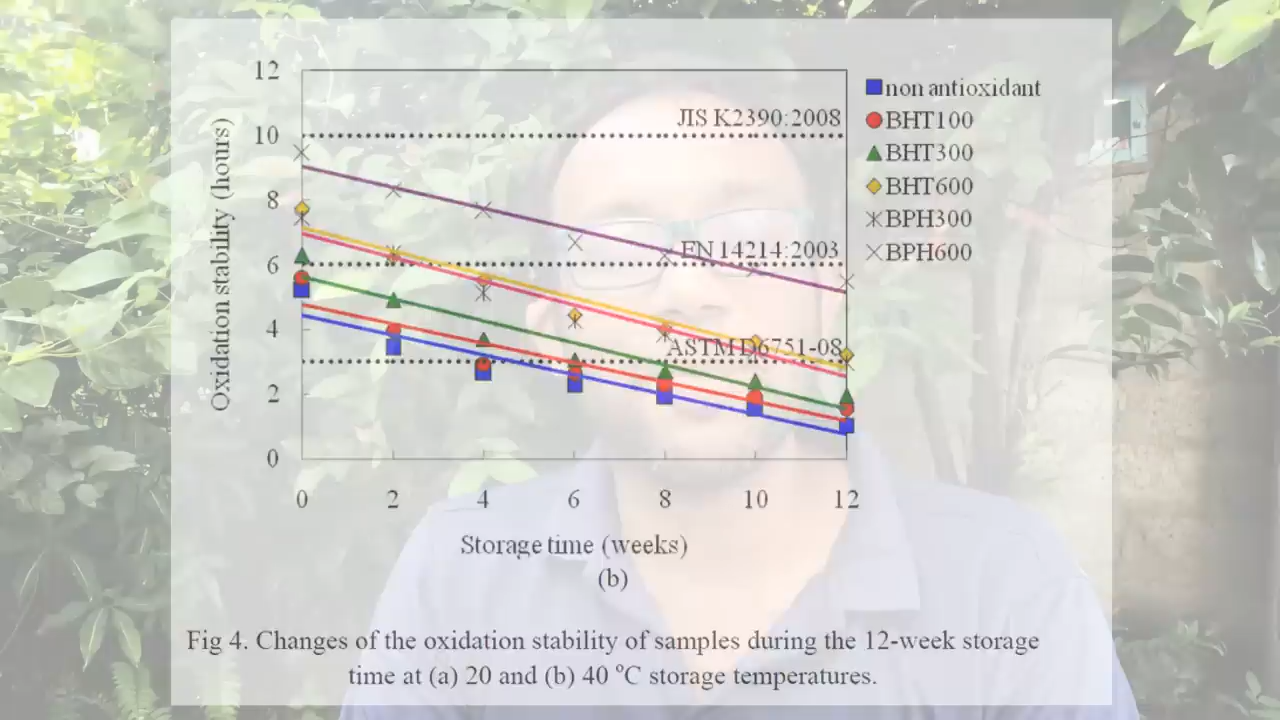 12
10
8
6
4
2
0
Oxidation stability (hours)
JIS K2390:2008
EN 14214:2003
ASTM D6751-08
non antioxidant
BHT100
BHT300
BHT600
BPH300
BPH600
0 2 4 6 8 10 12
Storage time (weeks)
(b)
Fig 4. Changes of the oxidation stability of samples during the 12-week storage
time at (a) 20 and (b) 40 °C storage temperatures.